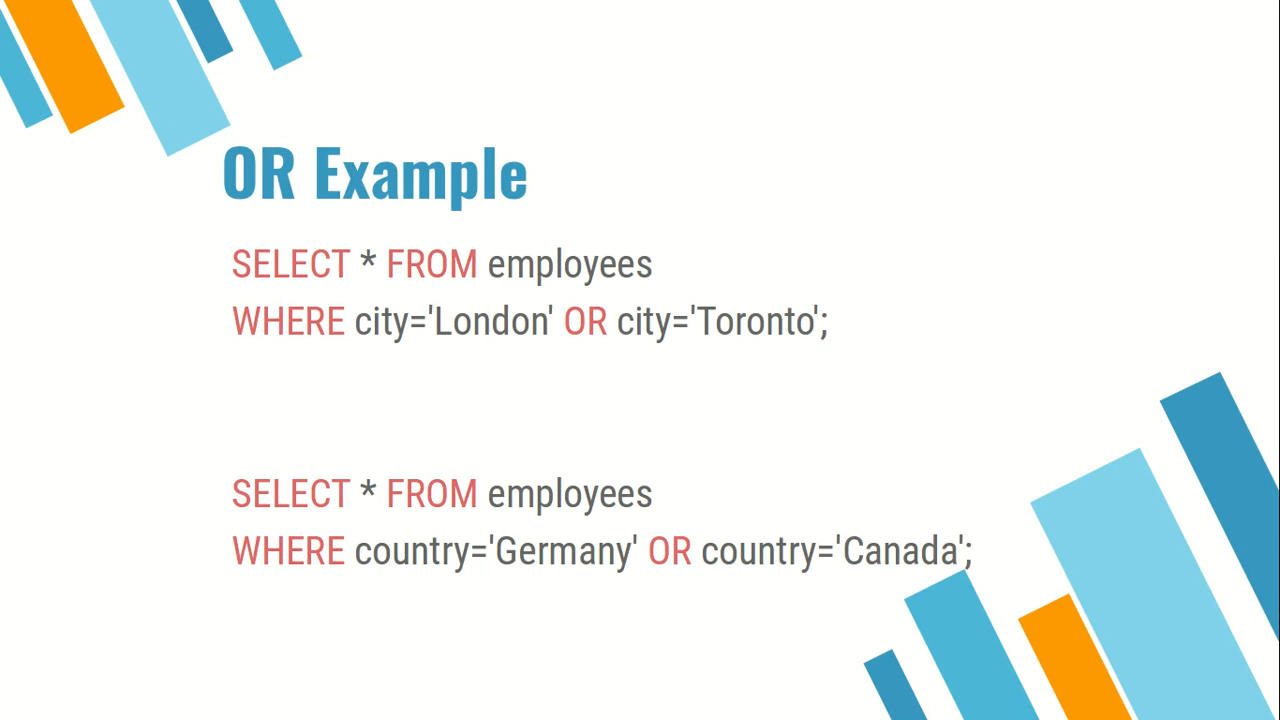 OR Example
SELECT * FROM employees
WHERE city='London' OR city='Toronto';
SELECT * FROM employees
WHERE country='Germany' OR country='Canada';